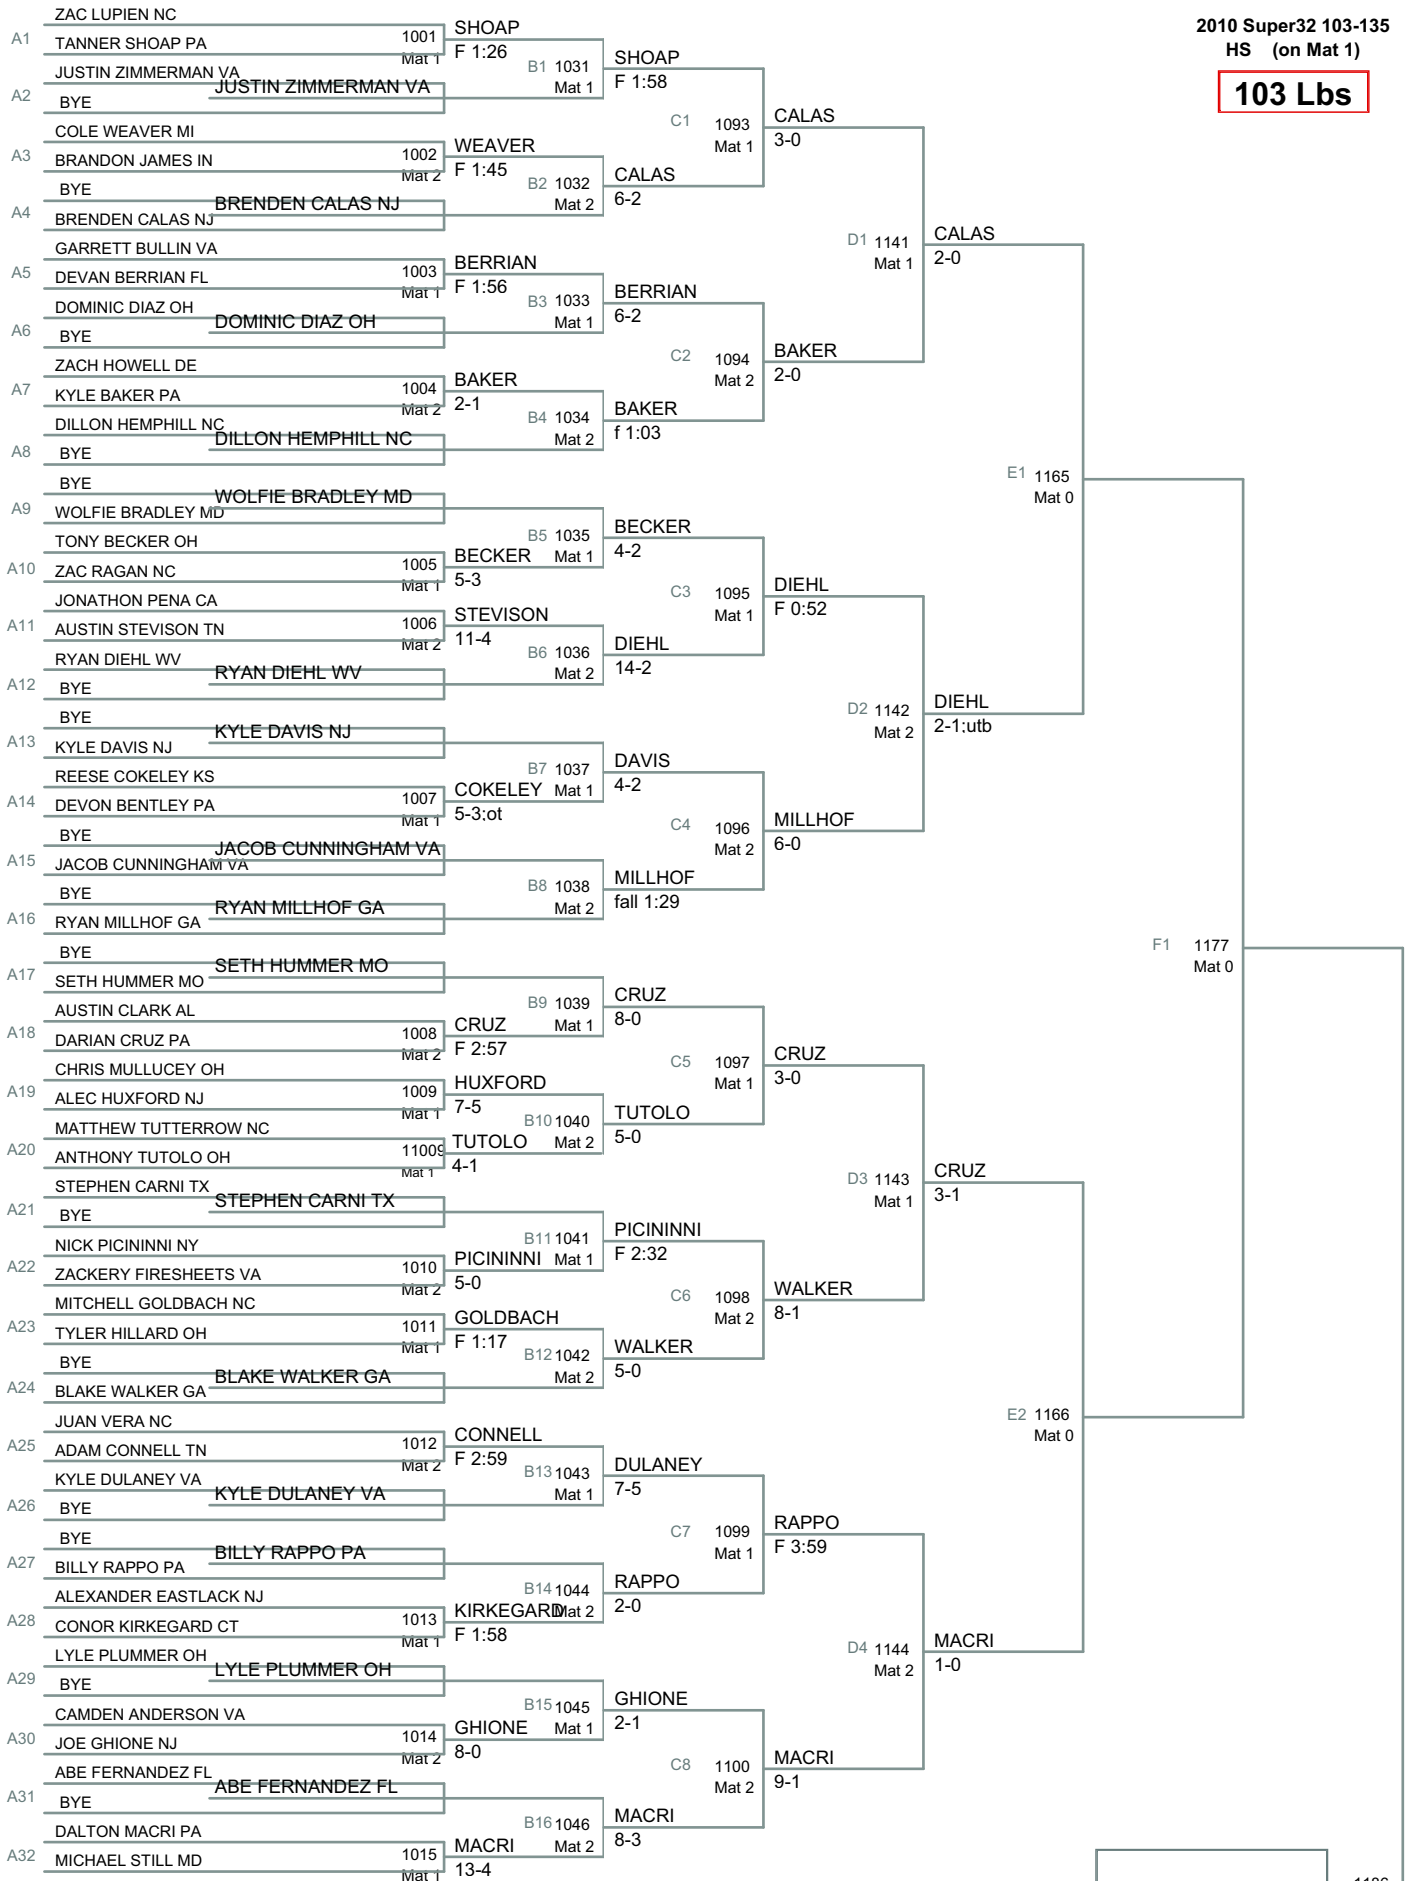 2010 Super32 103-135
HS (on Mat 1)
103 Lbs
ZAC LUPIEN NC
A1
TANNER SHOAP PA
1001
Mat 1
SHOAP
F 1:26
JUSTIN ZIMMERMAN VA
A2
BYE
JUSTIN ZIMMERMAN VA
B1 1031
Mat 1
SHOAP
F 1:58
COLE WEAVER MI
A3
BRANDON JAMES IN
1002
Mat 2
WEAVER
F 1:45
BYE
A4
BRENDEN CALAS NJ
BRENDEN CALAS NJ
B2 1032
Mat 2
CALAS
6-2
C1 1093
Mat 1
CALAS
3-0
GARRETT BULLIN VA
A5
DEVAN BERRIAN FL
1003
Mat 1
BERRIAN
F 1:56
DOMINIC DIAZ OH
A6
BYE
DOMINIC DIAZ OH
B3 1033
Mat 1
BERRIAN
6-2
ZACH HOWELL DE
A7
KYLE BAKER PA
1004
Mat 2
BAKER
2-1
DILLON HEMPHILL NC
A8
BYE
DILLON HEMPHILL NC
B4 1034
Mat 2
BAKER
f 1:03
C2 1094
Mat 2
BAKER
2-0
D1 1141
Mat 1
CALAS
2-0
BYE
A9
WOLFIE BRADLEY MD
WOLFIE BRADLEY MD
TONY BECKER OH
A10
ZAC RAGAN NC
1005
Mat 1
BECKER
5-3
B5 1035
Mat 1
BECKER
4-2
JONATHON PENA CA
A11
AUSTIN STEVISON TN
1006
Mat 2
STEVISON
11-4
RYAN DIEHL WV
A12
BYE
RYAN DIEHL WV
B6 1036
Mat 2
DIEHL
14-2
C3 1095
Mat 1
DIEHL
F 0:52
BYE
A13
KYLE DAVIS NJ
KYLE DAVIS NJ
REESE COKELEY KS
A14
DEVON BENTLEY PA
1007
Mat 1
COKELEY
5-3;ot
B7 1037
Mat 1
DAVIS
4-2
BYE
A15
JACOB CUNNINGHAM VA
JACOB CUNNINGHAM VA
BYE
A16
RYAN MILLHOF GA
RYAN MILLHOF GA
B8 1038
Mat 2
MILLHOF
fall 1:29
C4 1096
Mat 2
MILLHOF
6-0
D2 1142
Mat 2
DIEHL
2-1;utb
E1 1165
Mat 0
BYE
A17
SETH HUMMER MO
SETH HUMMER MO
AUSTIN CLARK AL
A18
DARIAN CRUZ PA
1008
Mat 2
CRUZ
F 2:57
B9 1039
Mat 1
CRUZ
8-0
CHRIS MULLUCEY OH
A19
ALEC HUXFORD NJ
1009
Mat 1
HUXFORD
7-5
MATTHEW TUTTERROW NC
A20
ANTHONY TUTOLO OH
11009
Mat 1
TUTOLO
4-1
B10 1040
Mat 2
TUTOLO
5-0
C5 1097
Mat 1
CRUZ
3-0
STEPHEN CARNI TX
A21
BYE
STEPHEN CARNI TX
NICK PICININNI NY
A22
ZACKERY FIRESHEETS VA
1010
Mat 2
PICININNI
5-0
B11 1041
Mat 1
PICININNI
F 2:32
MITCHELL GOLDBACH NC
A23
TYLER HILLARD OH
1011
Mat 1
GOLDBACH
F 1:17
BYE
A24
BLAKE WALKER GA
BLAKE WALKER GA
B12 1042
Mat 2
WALKER
5-0
C6 1098
Mat 2
WALKER
8-1
D3 1143
Mat 1
CRUZ
3-1
JUAN VERA NC
A25
ADAM CONNELL TN
1012
Mat 2
CONNELL
F 2:59
KYLE DULANEY VA
A26
BYE
KYLE DULANEY VA
B13 1043
Mat 1
DULANEY
7-5
BYE
A27
BILLY RAPPO PA
BILLY RAPPO PA
ALEXANDER EASTLACK NJ
A28
CONOR KIRKEGARD CT
1013
Mat 1
KIRKEGARD
F 1:58
B14 1044
Mat 2
RAPPO
2-0
C7 1099
Mat 1
RAPPO
F 3:59
LYLE PLUMMER OH
A29
BYE
LYLE PLUMMER OH
CAMDEN ANDERSON VA
A30
JOE GHIONE NJ
1014
Mat 2
GHIONE
8-0
B15 1045
Mat 1
GHIONE
2-1
ABE FERNANDEZ FL
A31
BYE
ABE FERNANDEZ FL
DALTON MACRI PA
A32
MICHAEL STILL MD
1015
Mat 1
MACRI
13-4
B16 1046
Mat 2
MACRI
8-3
C8 1100
Mat 2
MACRI
9-1
D4 1144
Mat 2
MACRI
1-0
E2 1166
Mat 0
F1 1177
Mat 0